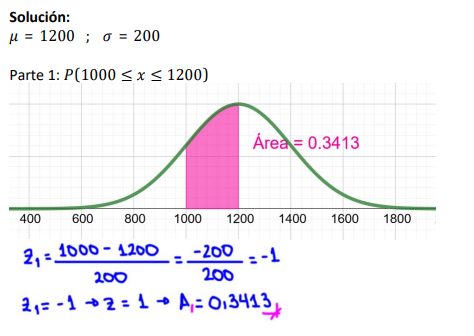 Solución:
μ = 1200 ; σ = 200
Parte 1: P(1000 ≤ x ≤ 1200)
Área = 0.3413
400 600 800 1000 1200 1400 1600 1800
z₁ = 1000 - 1200 / 200 = -200 / 200 = -1
z₁ = -1 → z = 1 → A₁ = 0,3413